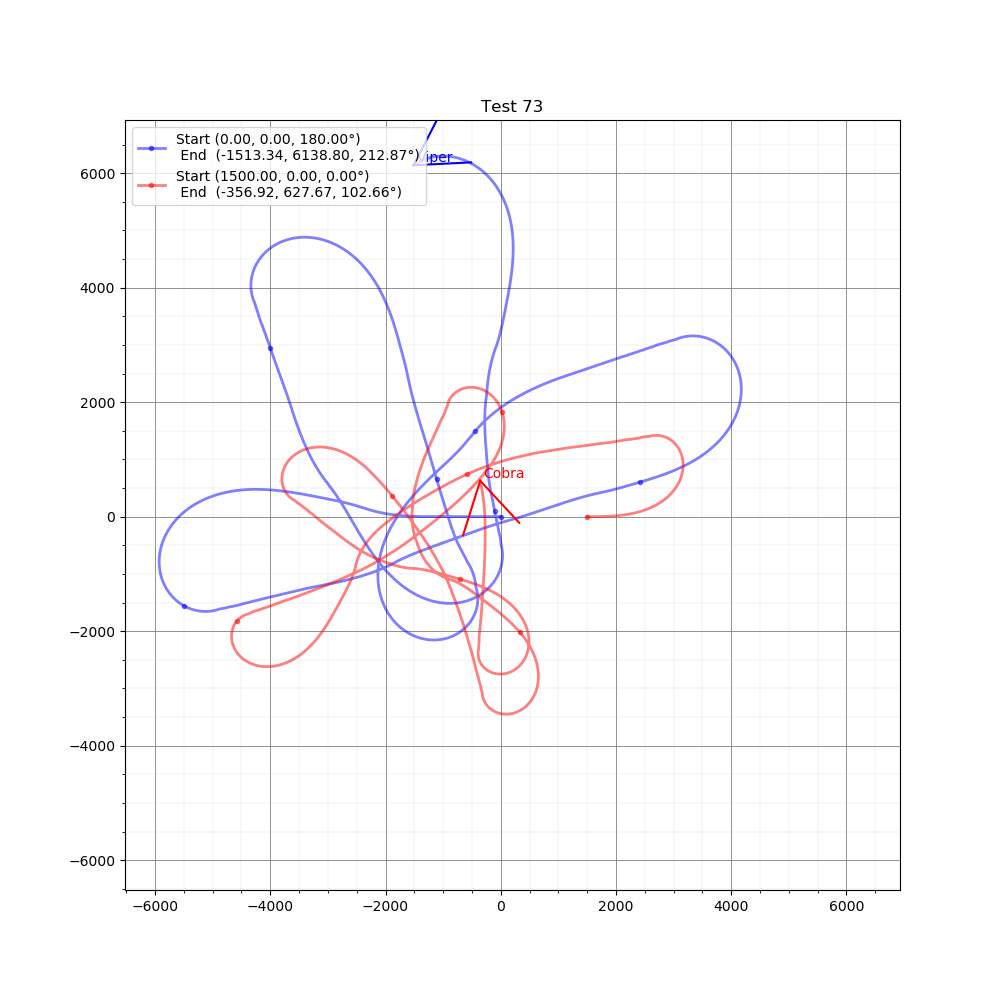 Test 73
Start (0.00, 0.00, 180.00°)
End (-1513.34, 6138.80, 212.87°)
Start (1500.00, 0.00, 0.00°)
End (-356.92, 627.67, 102.66°)
iper
Cobra
6000
4000
2000
0
−2000
−4000
−6000
−6000 −4000 −2000 0 2000 4000 6000